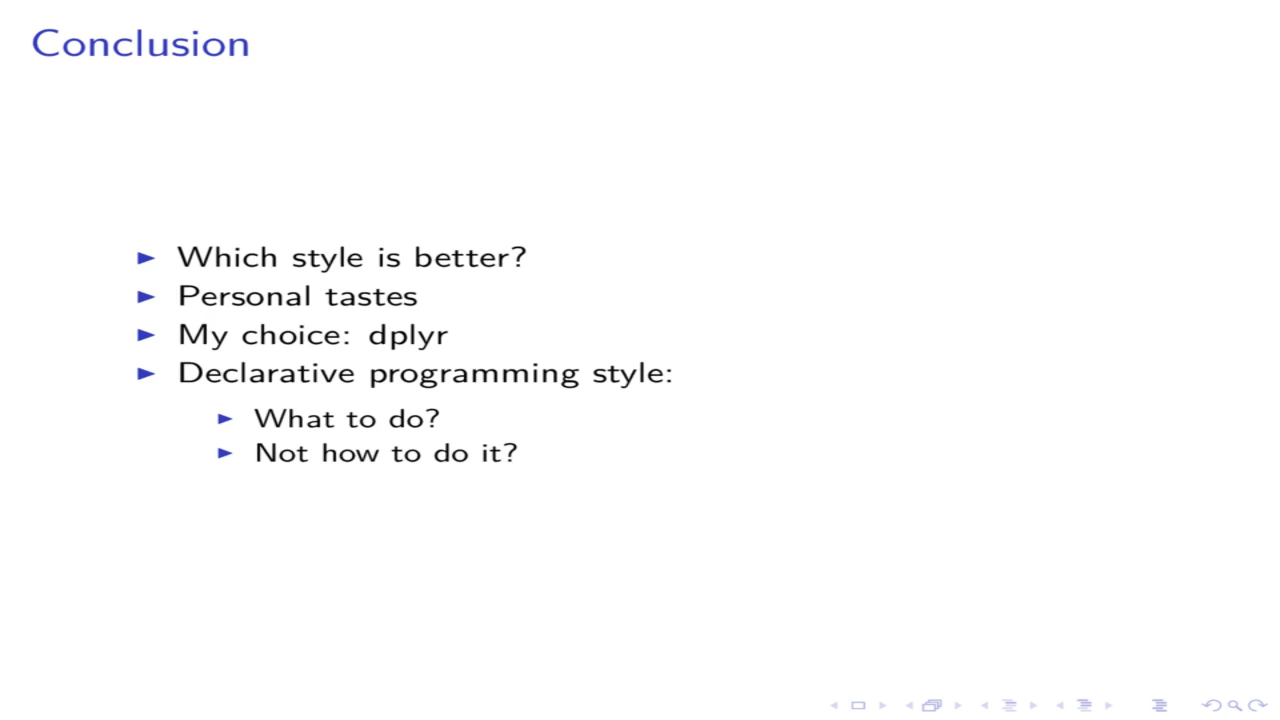 Conclusion
Which style is better?
Personal tastes
My choice: dplyr
Declarative programming style:
What to do?
Not how to do it?